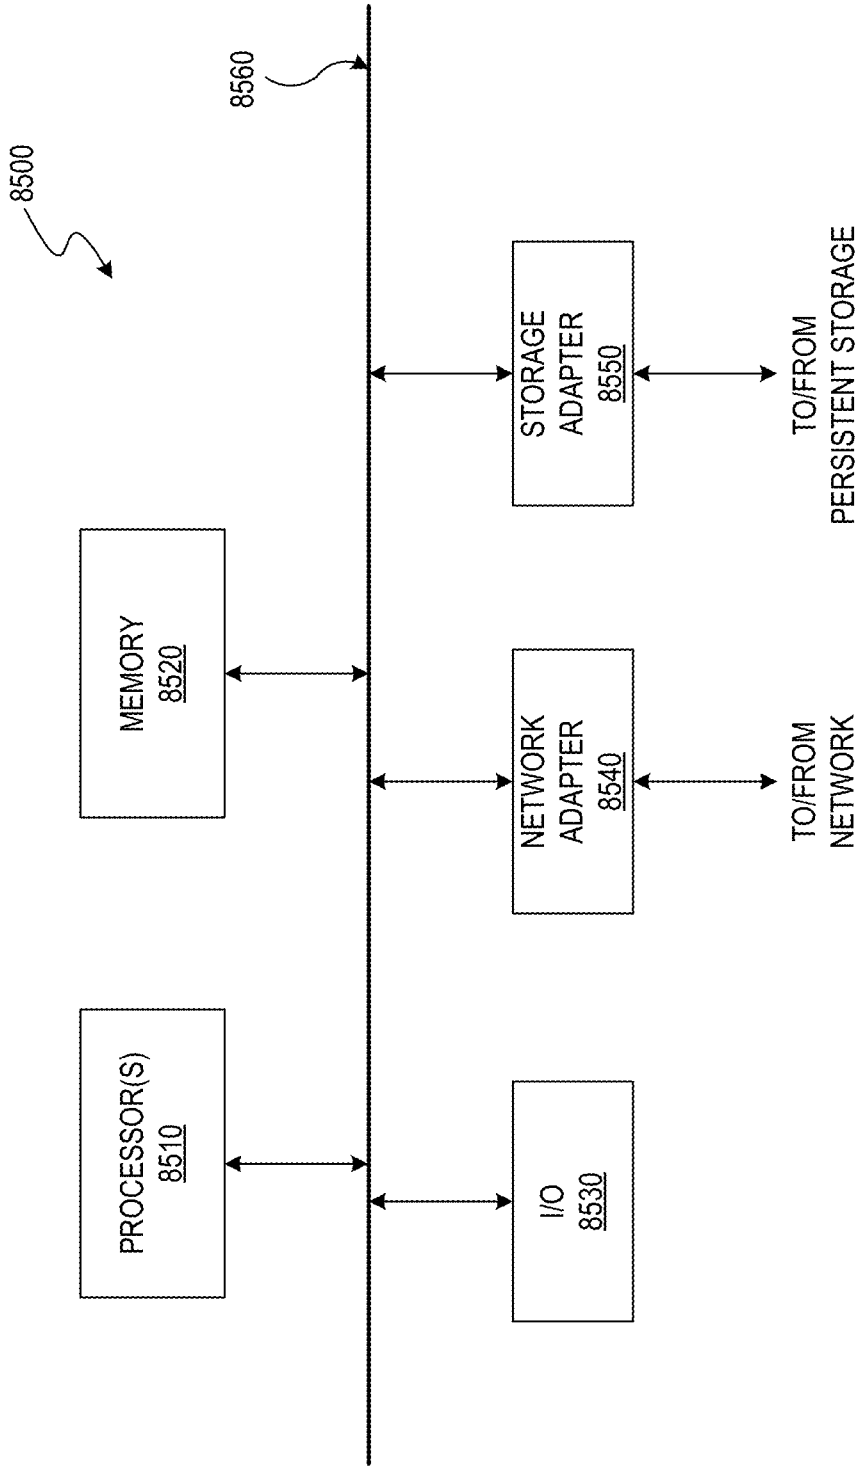 8500
8560
PROCESSOR(S)
8510
MEMORY
8520
I/O
8530
NETWORK
ADAPTER
8540
STORAGE
ADAPTER
8550
TO/FROM
NETWORK
TO/FROM
PERSISTENT STORAGE